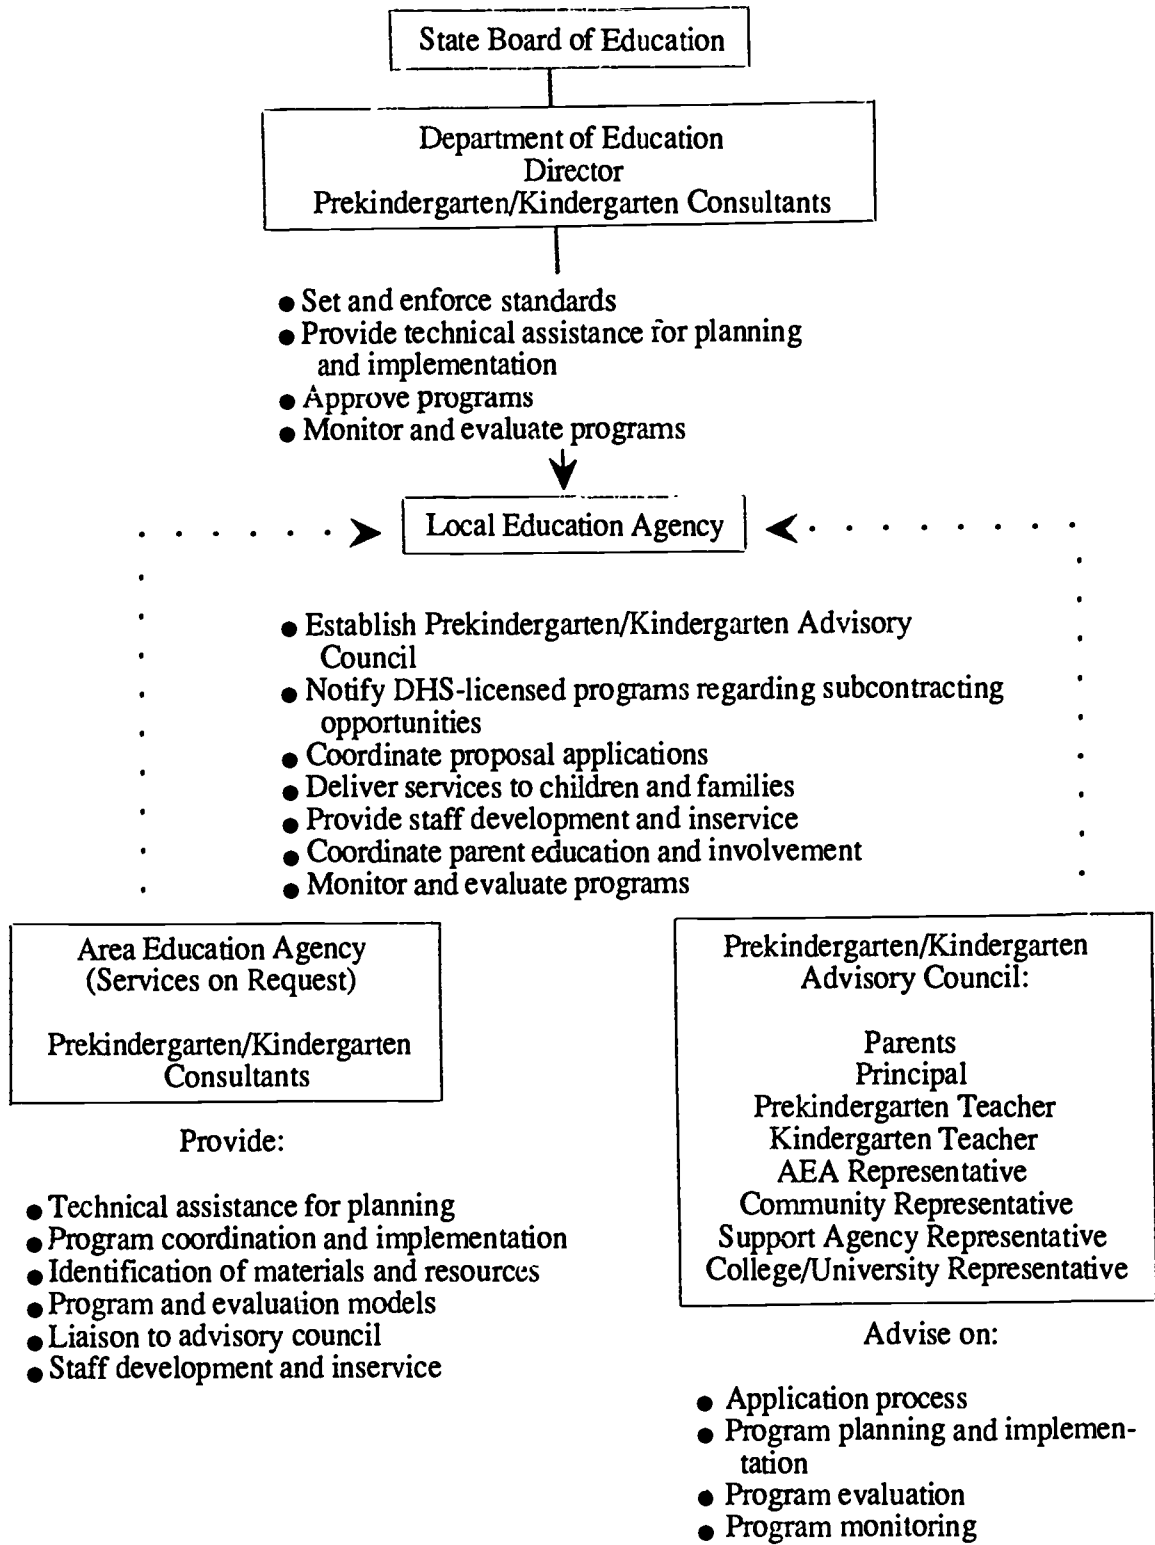 State Board of Education
Department of Education
Director
Prekindergarten/Kindergarten Consultants
● Set and enforce standards
● Provide technical assistance for planning
and implementation
● Approve programs
● Monitor and evaluate programs
Local Education Agency
● Establish Prekindergarten/Kindergarten Advisory
Council
● Notify DHS-licensed programs regarding subcontracting
opportunities
● Coordinate proposal applications
● Deliver services to children and families
● Provide staff development and inservice
● Coordinate parent education and involvement
● Monitor and evaluate programs
Area Education Agency
(Services on Request)
Prekindergarten/Kindergarten
Consultants
Provide:
● Technical assistance for planning
● Program coordination and implementation
● Identification of materials and resources
● Program and evaluation models
● Liaison to advisory council
● Staff development and inservice
Prekindergarten/Kindergarten
Advisory Council:
Parents
Principal
Prekindergarten Teacher
Kindergarten Teacher
AEA Representative
Community Representative
Support Agency Representative
College/University Representative
Advise on:
● Application process
● Program planning and implemen-
tation
● Program evaluation
● Program monitoring